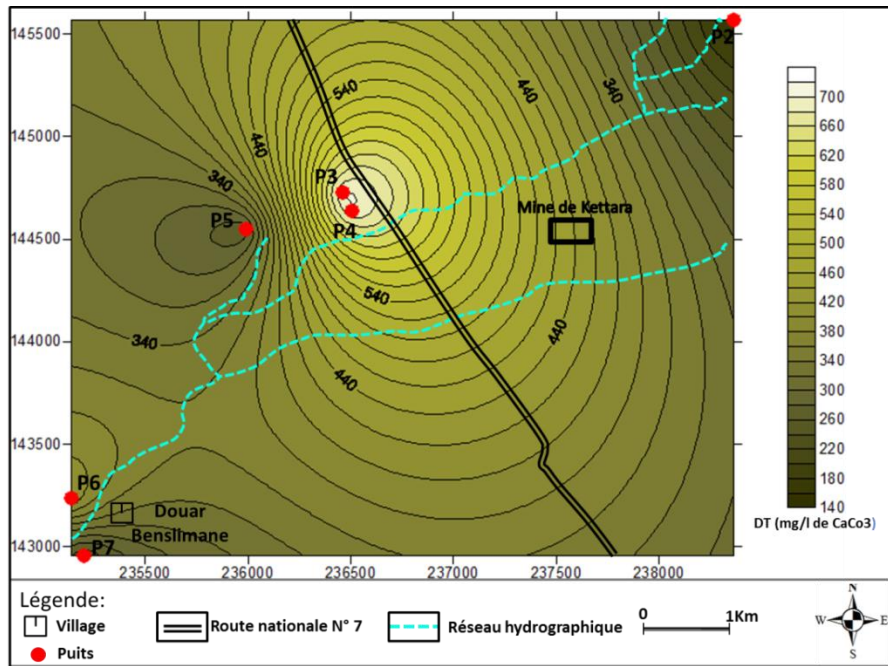 145500
145000
144500
144000
143500
143000
235500
236000
236500
237000
237500
238000
P2
P3
P4
P5
P6
P7
540
440
340
440
340
540
340
440
440
Mine de Kettara
Douar
Benslimane
700
660
620
580
540
500
460
420
380
340
300
260
220
180
140
DT (mg/l de CaCo3)
Légende:
Village
Puits
Route nationale N° 7
Réseau hydrographique
0
1Km
N
W
E
S